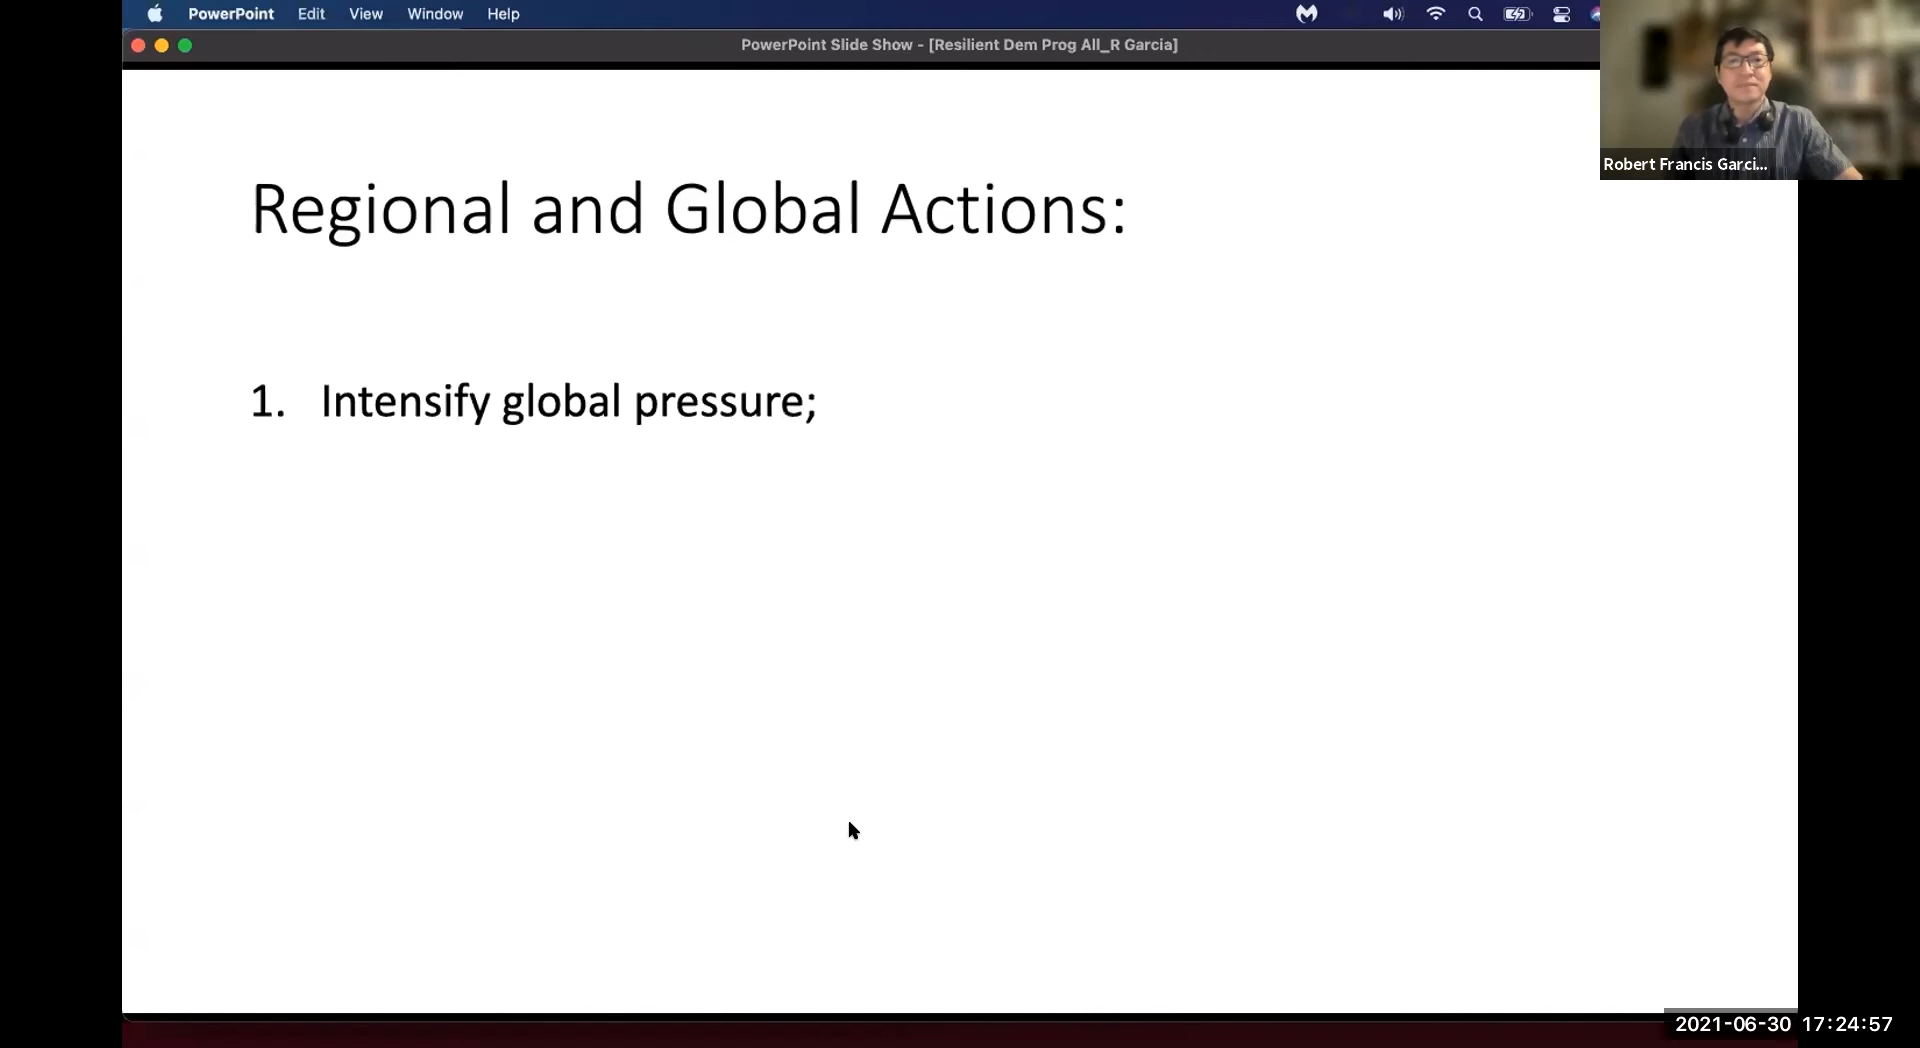 PowerPoint Edit View Window Help
PowerPoint Slide Show - [Resilient Dem Prog All_R Garcia]
Robert Francis Garci...
Regional and Global Actions:
1. Intensify global pressure;
2021-06-30 17:24:57